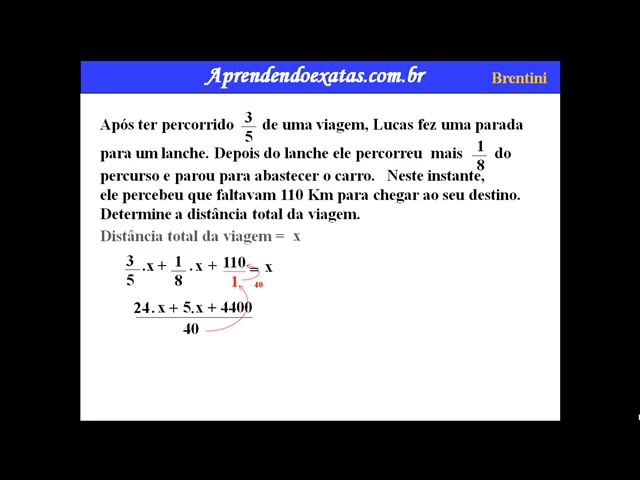 Aprendendoexatas.com.br Brentini
Após ter percorrido 3/5 de uma viagem, Lucas fez uma parada
para um lanche. Depois do lanche ele percorreu mais 1/8 do
percurso e parou para abastecer o carro. Neste instante,
ele percebeu que faltavam 110 Km para chegar ao seu destino.
Determine a distância total da viagem.
Distância total da viagem = x
3/5 .x + 1/8 .x + 110/1 = x
40
24.x + 5.x + 4400
40